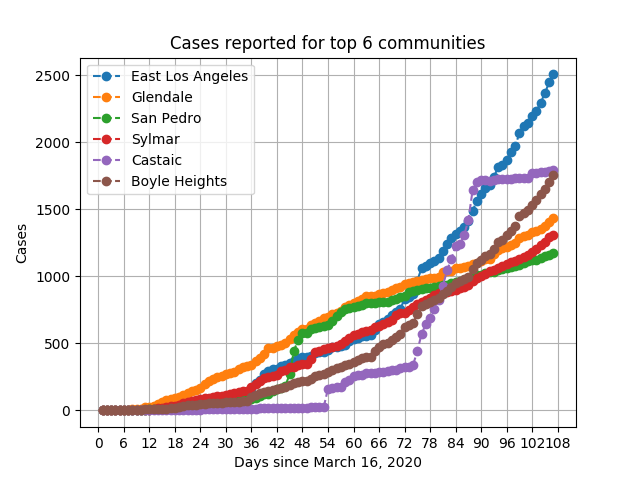 Cases reported for top 6 communities
2500
2000
1500
1000
500
0
Cases
East Los Angeles
Glendale
San Pedro
Sylmar
Castaic
Boyle Heights
0 6 12 18 24 30 36 42 48 54 60 66 72 78 84 90 96 102 108
Days since March 16, 2020